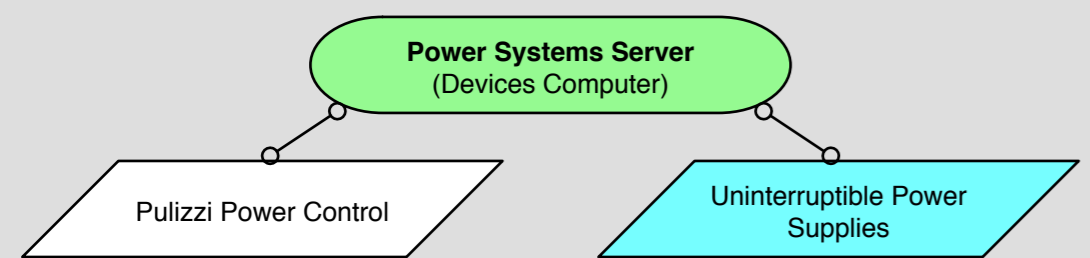 Power Systems Server
(Devices Computer)
Pulizzi Power Control
Uninterruptible Power
Supplies